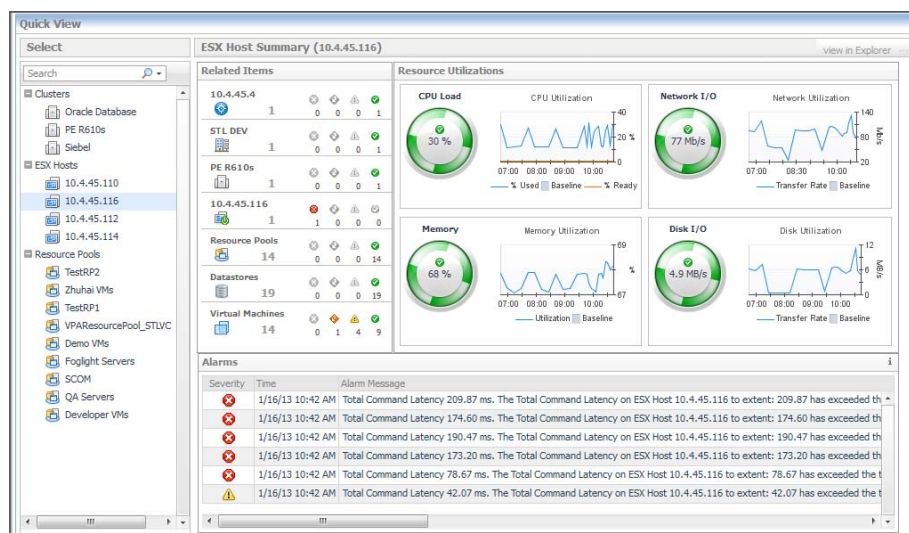 Quick View
Select
Search
Clusters
Oracle Database
PE R610s
Siebel
ESX Hosts
10.4.45.110
10.4.45.116
10.4.45.112
10.4.45.114
Resource Pools
TestRP2
Zhuhai VMs
TestRP1
VPAResourcePool_STLVC
Demo VMs
Foglight Servers
SCOM
QA Servers
Developer VMs
ESX Host Summary (10.4.45.116)
view in Explorer
Related Items
10.4.45.4
1 0 0 0 1
STL DEV
1 0 0 0 1
PE R610s
1 0 0 0 1
10.4.45.116
1 1 0 0 0
Resource Pools
14 0 0 0 14
Datastores
19 0 0 0 19
Virtual Machines
14 0 1 4 9
Resource Utilizations
CPU Load
30 %
CPU Utilization
40
20 %
0
07:00 08:00 09:00 10:00
% Used Baseline % Ready
Network I/O
77 Mb/s
Network Utilization
140
80
20
Mb/s
07:00 08:30 10:00
Transfer Rate Baseline
Memory
68 %
Memory Utilization
69
%
67
07:00 08:00 09:00 10:00
Utilization Baseline
Disk I/O
4.9 MB/s
Disk Utilization
12
6
0
MB/s
07:00 08:00 09:00 10:00
Transfer Rate Baseline
Alarms
Severity Time Alarm Message
1/16/13 10:42 AM Total Command Latency 209.87 ms. The Total Command Latency on ESX Host 10.4.45.116 to extent: 209.87 has exceeded th
1/16/13 10:42 AM Total Command Latency 174.60 ms. The Total Command Latency on ESX Host 10.4.45.116 to extent: 174.60 has exceeded th
1/16/13 10:42 AM Total Command Latency 190.47 ms. The Total Command Latency on ESX Host 10.4.45.116 to extent: 190.47 has exceeded th
1/16/13 10:42 AM Total Command Latency 173.20 ms. The Total Command Latency on ESX Host 10.4.45.116 to extent: 173.20 has exceeded th
1/16/13 10:42 AM Total Command Latency 78.67 ms. The Total Command Latency on ESX Host 10.4.45.116 to extent: 78.67 has exceeded the t
1/16/13 10:42 AM Total Command Latency 42.07 ms. The Total Command Latency on ESX Host 10.4.45.116 to extent: 42.07 has exceeded the t